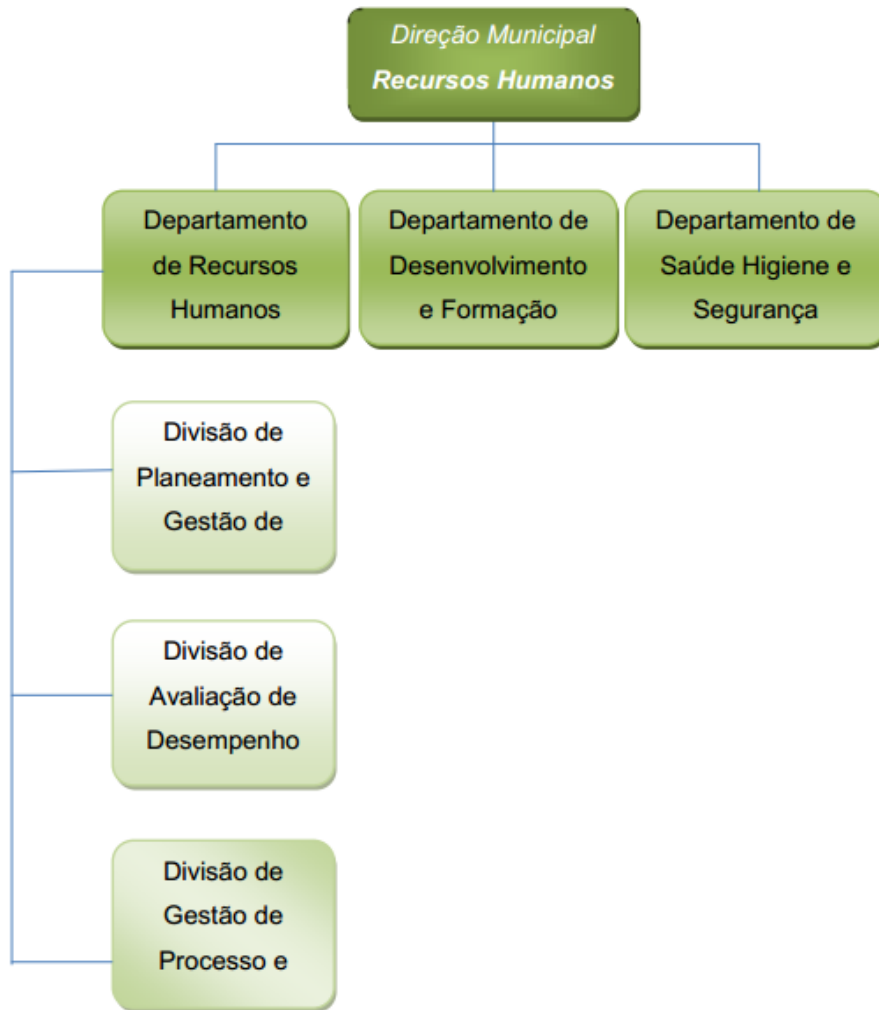 Direção Municipal
Recursos Humanos
Departamento
de Recursos
Humanos
Departamento de
Desenvolvimento
e Formação
Departamento de
Saúde Higiene e
Segurança
Divisão de
Planeamento e
Gestão de
Divisão de
Avaliação de
Desempenho
Divisão de
Gestão de
Processo e